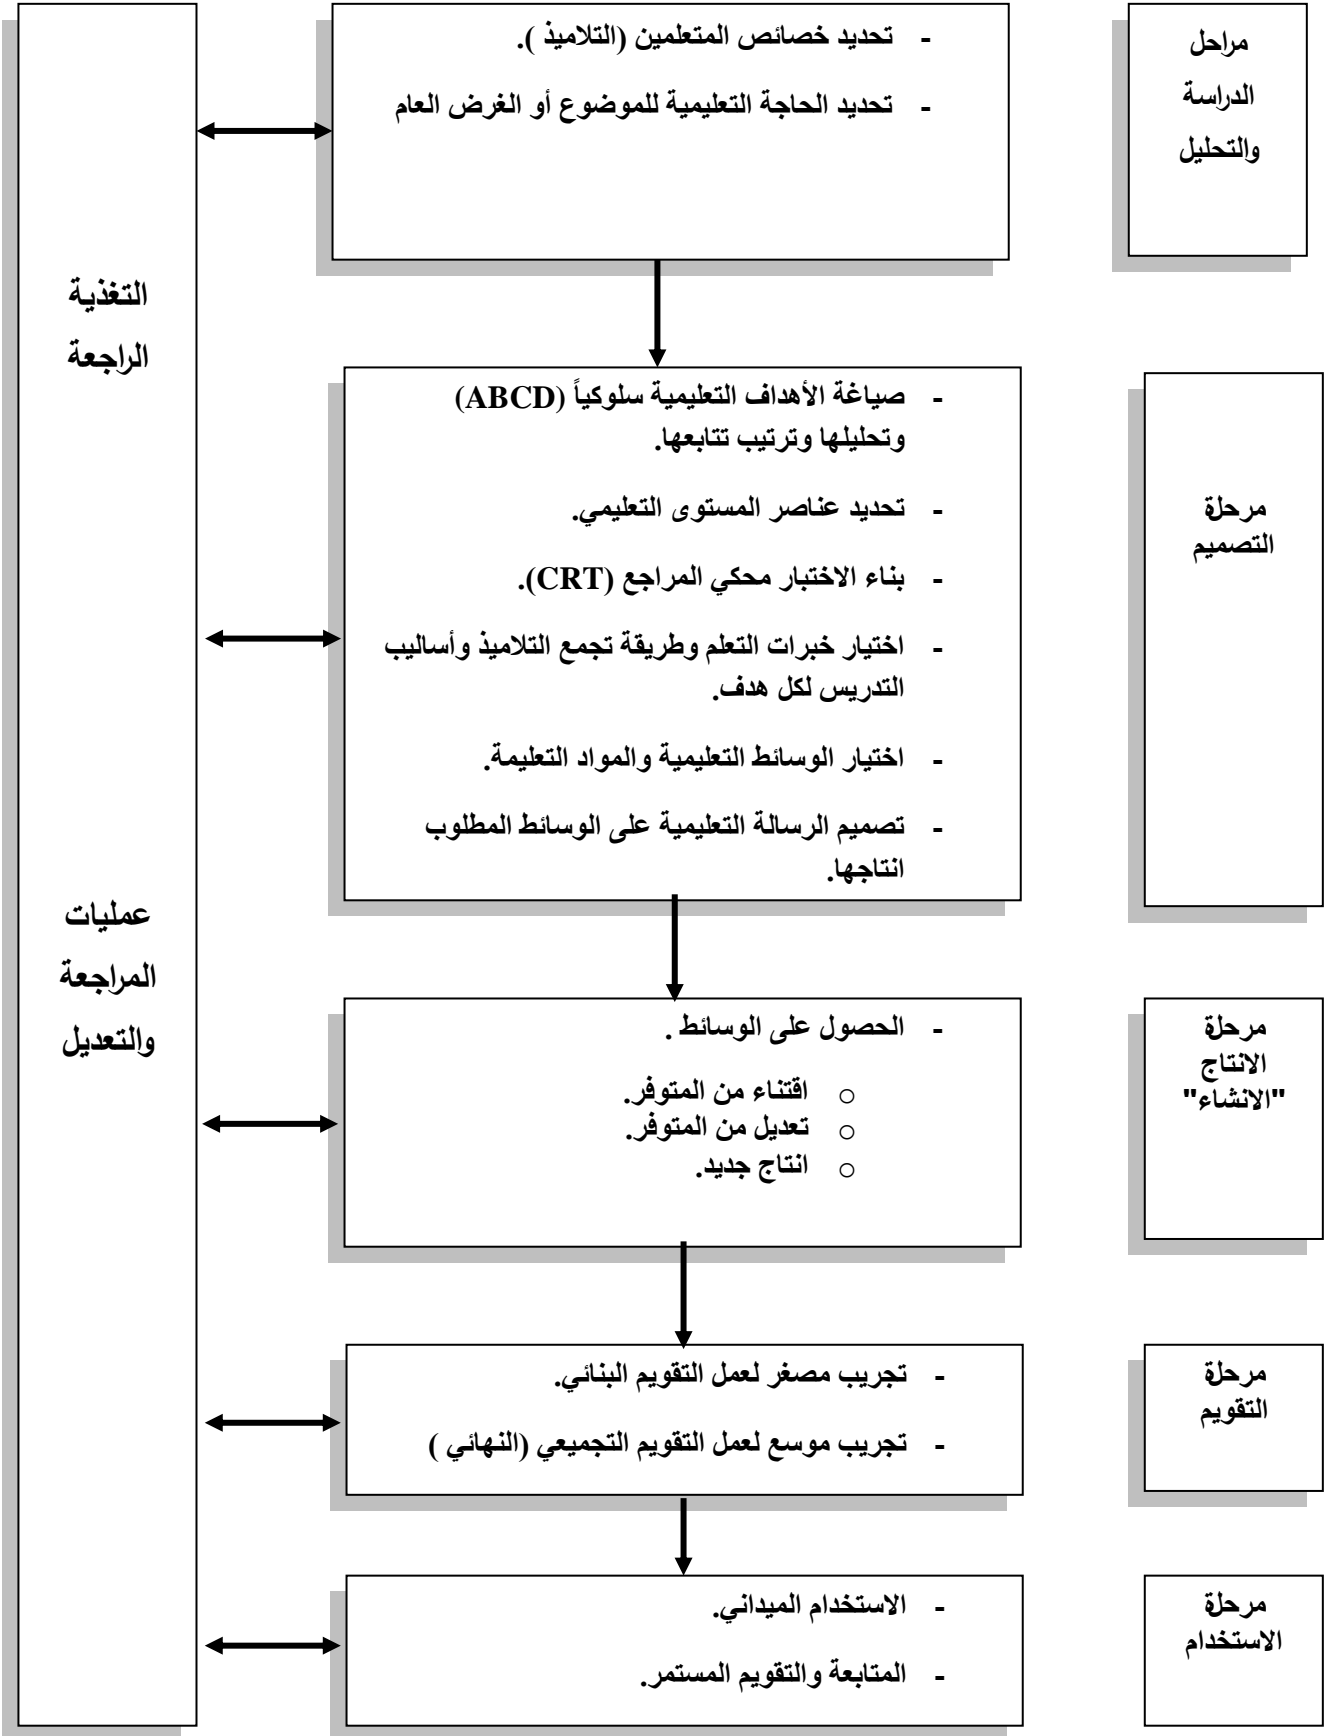 مراحل
الدراسة
والتحليل
- تحديد خصائص المتعلمين (التلاميذ ).
- تحديد الحاجة التعليمية للموضوع أو الغرض العام
مرحلة
التصميم
- صياغة الأهداف التعليمية سلوكياً (ABCD)
وتحليلها وترتيب تتابعها.
- تحديد عناصر المستوى التعليمي.
- بناء الاختبار محكي المراجع (CRT).
- اختيار خبرات التعلم وطريقة تجمع التلاميذ وأساليب
التدريس لكل هدف.
- اختيار الوسائط التعليمية والمواد التعليمة.
- تصميم الرسالة التعليمية على الوسائط المطلوب
انتاجها.
مرحلة
الانتاج
"الانشاء"
- الحصول على الوسائط .
o اقتناء من المتوفر.
o تعديل من المتوفر.
o انتاج جديد.
مرحلة
التقويم
- تجريب مصغر لعمل التقويم البنائي.
- تجريب موسع لعمل التقويم التجميعي (النهائي )
مرحلة
الاستخدام
- الاستخدام الميداني.
- المتابعة والتقويم المستمر.
التغذية
الراجعة
عمليات
المراجعة
والتعديل